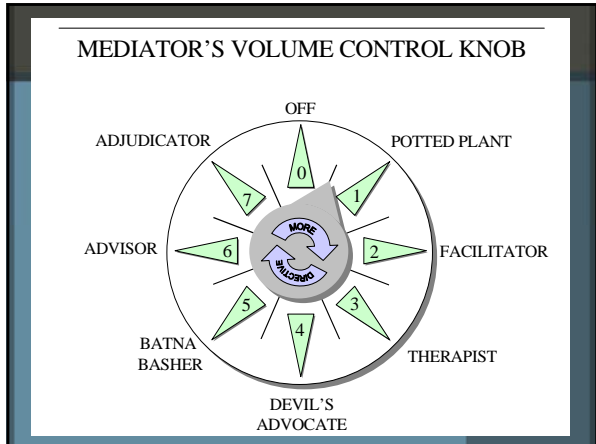 MEDIATOR'S VOLUME CONTROL KNOB
OFF
0
POTTED PLANT
1
FACILITATOR
2
THERAPIST
3
DEVIL'S
ADVOCATE
4
BATNA
BASHER
5
ADVISOR
6
ADJUDICATOR
7
MORE
DIRECTIVE